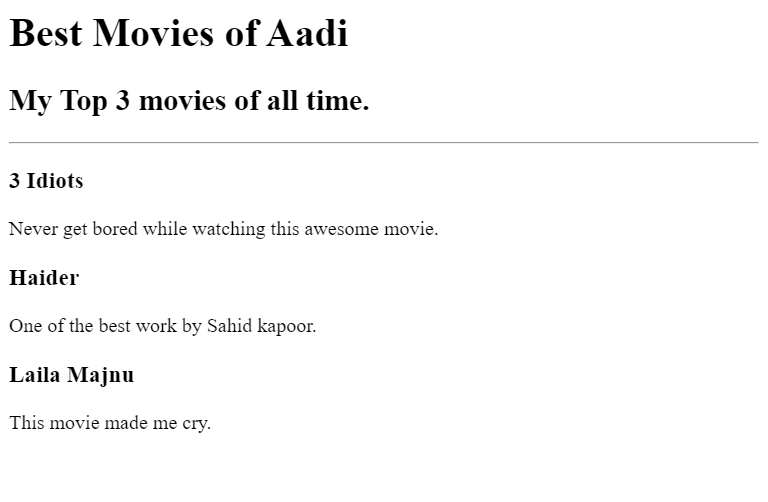 Best Movies of Aadi
My Top 3 movies of all time.
3 Idiots
Never get bored while watching this awesome movie.
Haider
One of the best work by Sahid kapoor.
Laila Majnu
This movie made me cry.